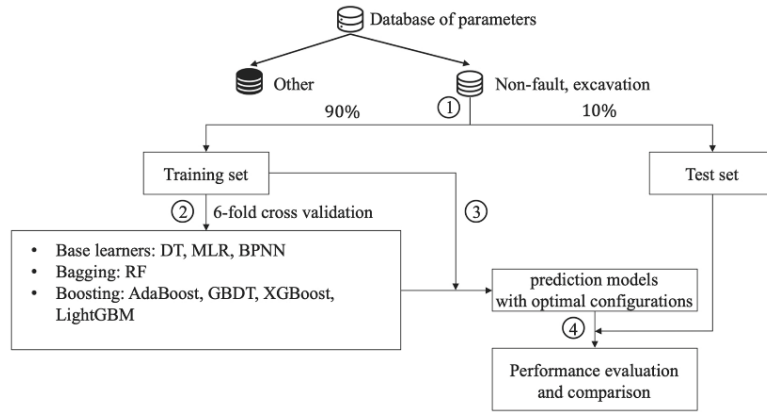 Database of parameters
Other
Non-fault, excavation
①
90%
10%
Training set
Test set
②
6-fold cross validation
③
• Base learners: DT, MLR, BPNN
• Bagging: RF
• Boosting: AdaBoost, GBDT, XGBoost,
LightGBM
prediction models
with optimal configurations
④
Performance evaluation
and comparison